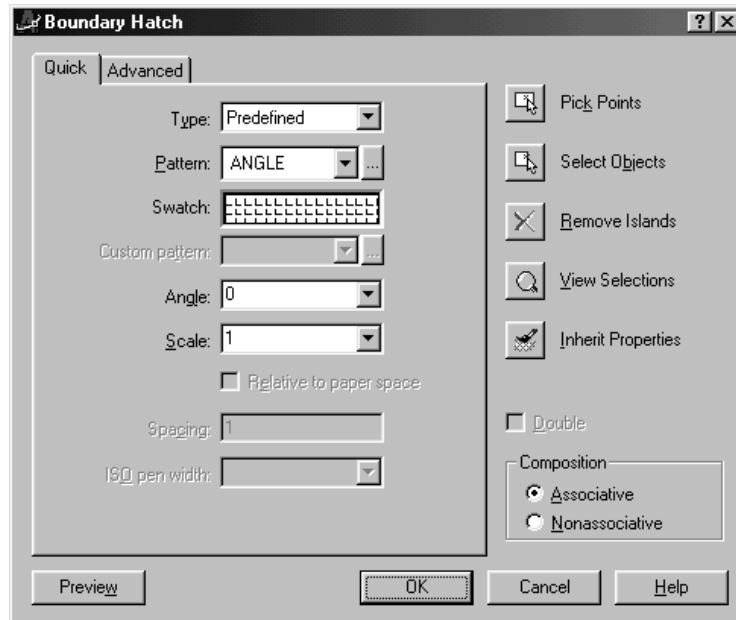 Boundary Hatch
Quick
Advanced
Type: Predefined
Pattern: ANGLE ...
Swatch:
Custom pattern: ...
Angle: 0
Scale: 1
Relative to paper space
Spacing: 1
ISO pen width:
Pick Points
Select Objects
Remove Islands
View Selections
Inherit Properties
Double
Composition
Associative
Nonassociative
Preview
OK
Cancel
Help